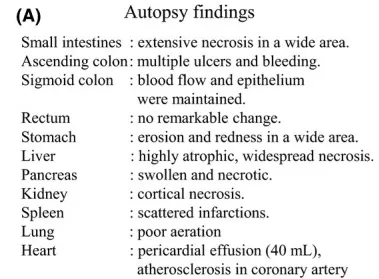 (A) Autopsy findings
Small intestines : extensive necrosis in a wide area.
Ascending colon : multiple ulcers and bleeding.
Sigmoid colon : blood flow and epithelium
were maintained.
Rectum : no remarkable change.
Stomach : erosion and redness in a wide area.
Liver : highly atrophic, widespread necrosis.
Pancreas : swollen and necrotic.
Kidney : cortical necrosis.
Spleen : scattered infarctions.
Lung : poor aeration
Heart : pericardial effusion (40 mL),
atherosclerosis in coronary artery